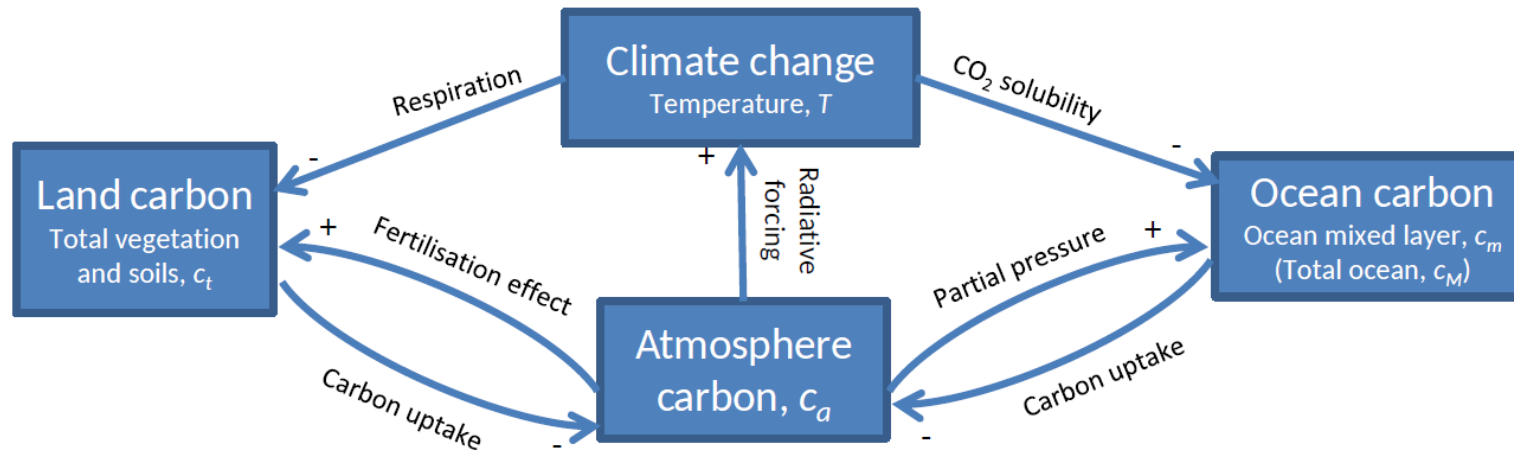 Climate change
Temperature, T
Respiration
-
CO₂ solubility
-
+
Radiative
forcing
Land carbon
Total vegetation
and soils, cₜ
+
Fertilisation effect
Carbon uptake
-
Atmosphere
carbon, cₐ
Partial pressure
+
Carbon uptake
-
Ocean carbon
Ocean mixed layer, cₘ
(Total ocean, c_M)